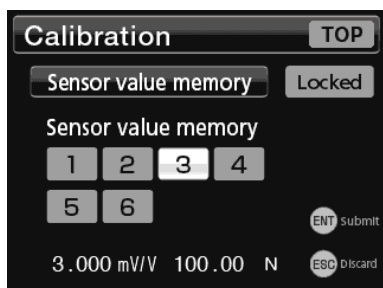 Calibration TOP
Sensor value memory Locked
Sensor value memory
1 2 3 4
5 6
ENT Submit
3.000 mV/V 100.00 N ESC Discard